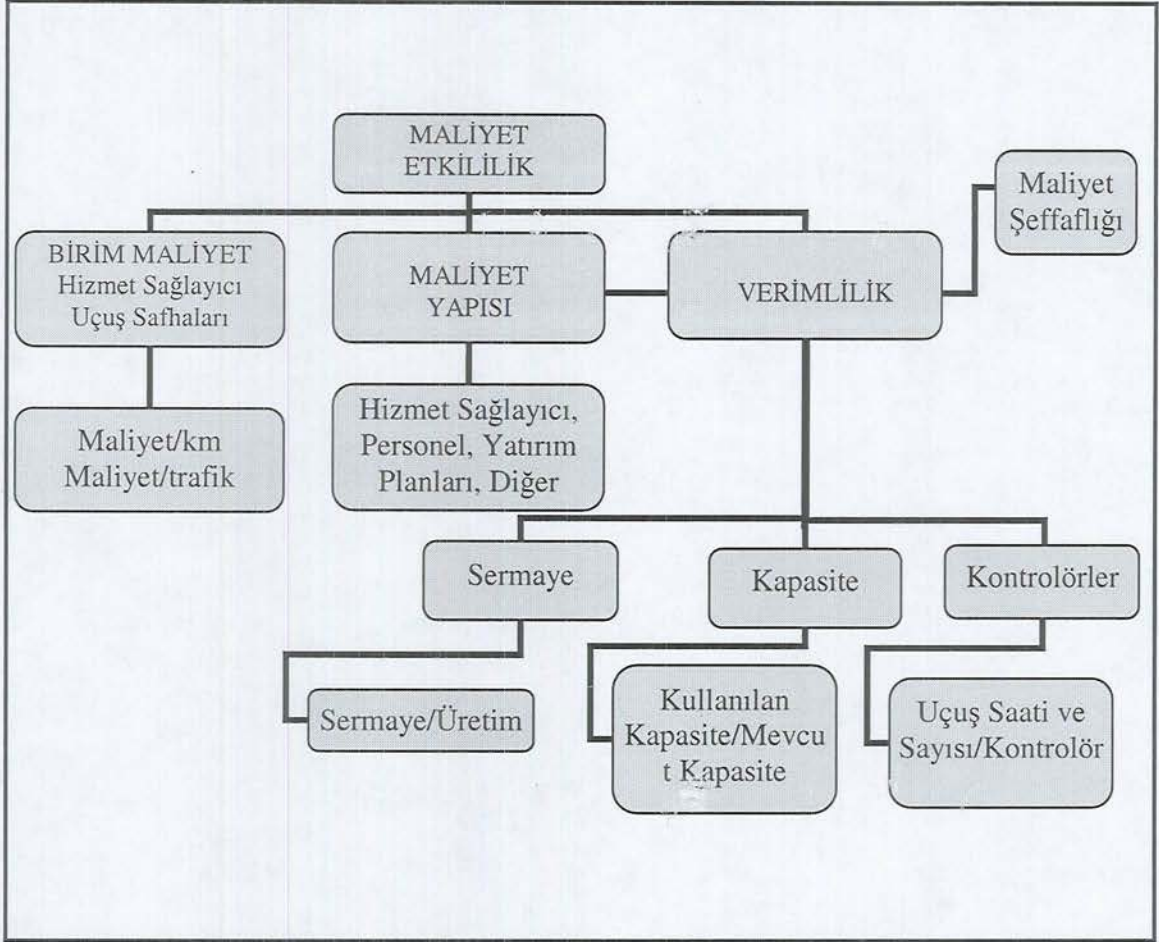 MALİYET
ETKİLİLİK
Maliyet
Şeffaflığı
BİRİM MALİYET
Hizmet Sağlayıcı
Uçuş Safhaları
MALİYET
YAPISI
VERİMLİLİK
Maliyet/km
Maliyet/trafik
Hizmet Sağlayıcı,
Personel, Yatırım
Planları, Diğer
Sermaye
Kapasite
Kontrolörler
Sermaye/Üretim
Kullanılan
Kapasite/Mevcu
t Kapasite
Uçuş Saati ve
Sayısı/Kontrolör